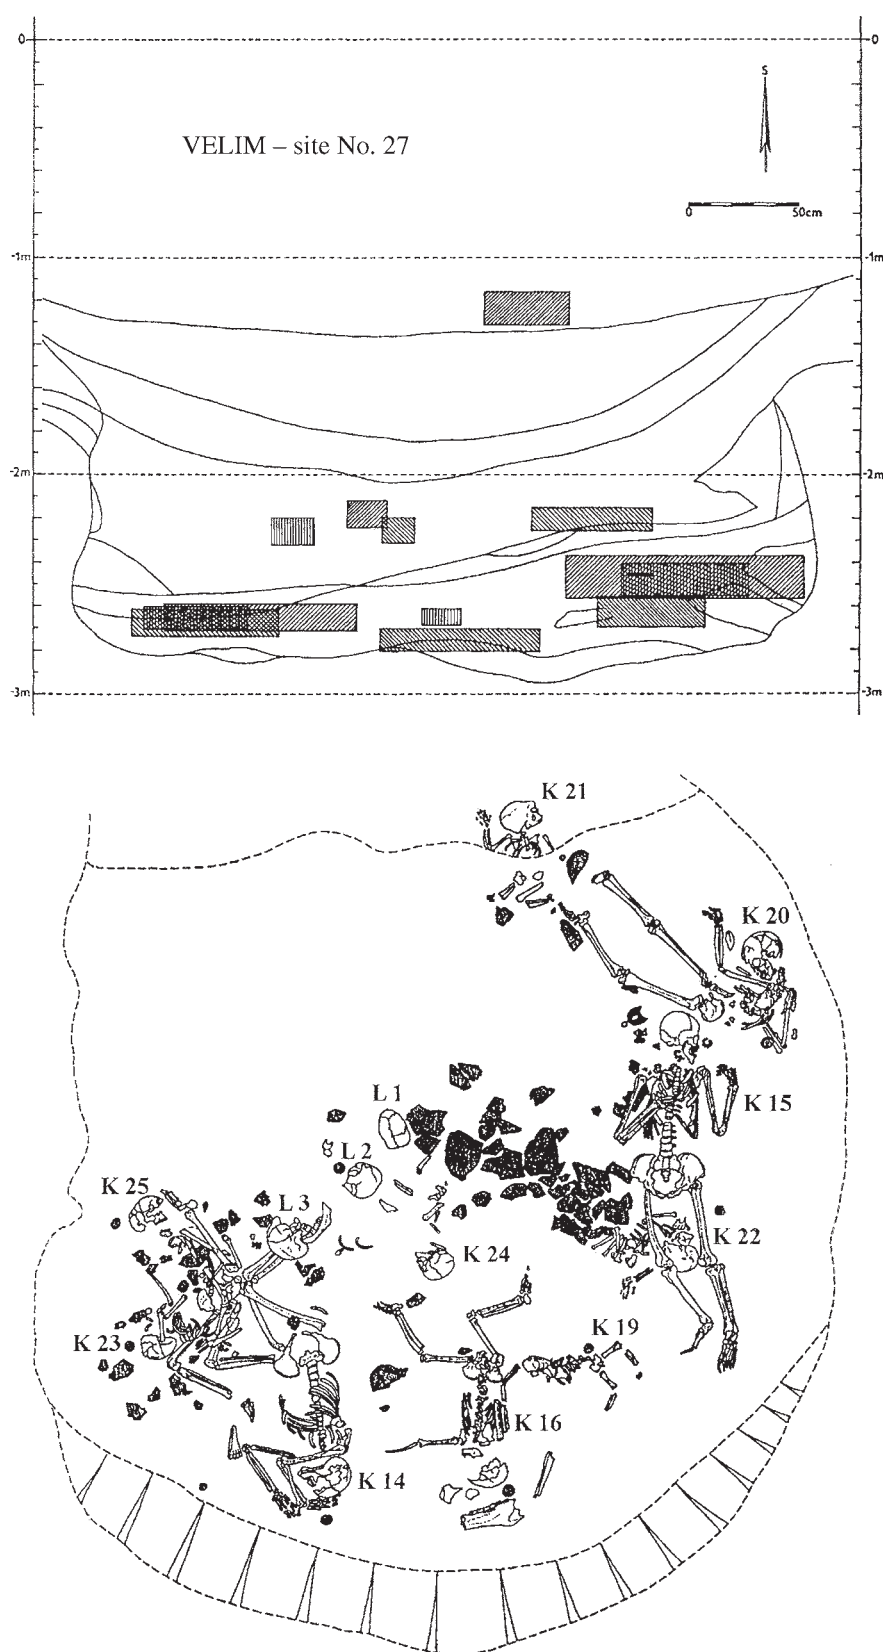 0 0
S
VELIM – site No. 27
0 50cm
-1m -1m
-2m -2m
-3m -3m
K 21
K 20
L 1
K 15
L 2
K 25
L 3
K 22
K 24
K 23
K 19
K 16
K 14